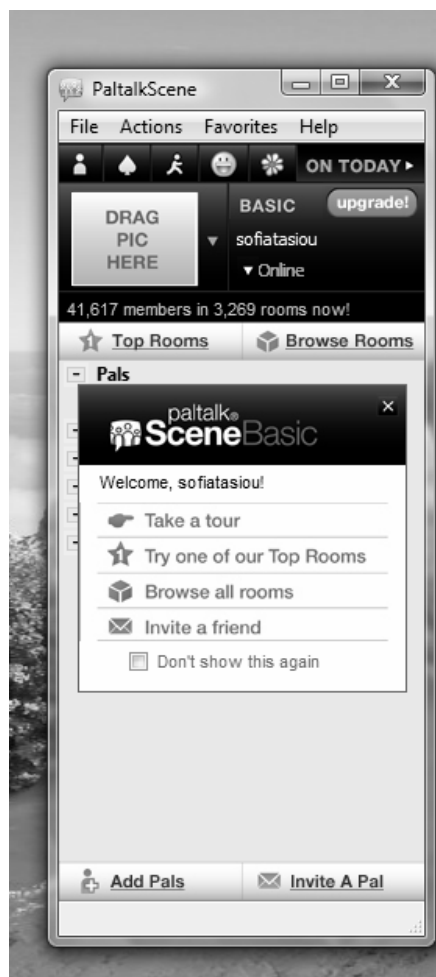 PaltalkScene
File Actions Favorites Help
ON TODAY
DRAG
PIC
HERE
BASIC upgrade!
sofiatasiou
Online
41,617 members in 3,269 rooms now!
1 Top Rooms Browse Rooms
Pals
paltalk®
SceneBasic
Welcome, sofiatasiou!
Take a tour
1 Try one of our Top Rooms
Browse all rooms
Invite a friend
Don't show this again
Add Pals Invite A Pal